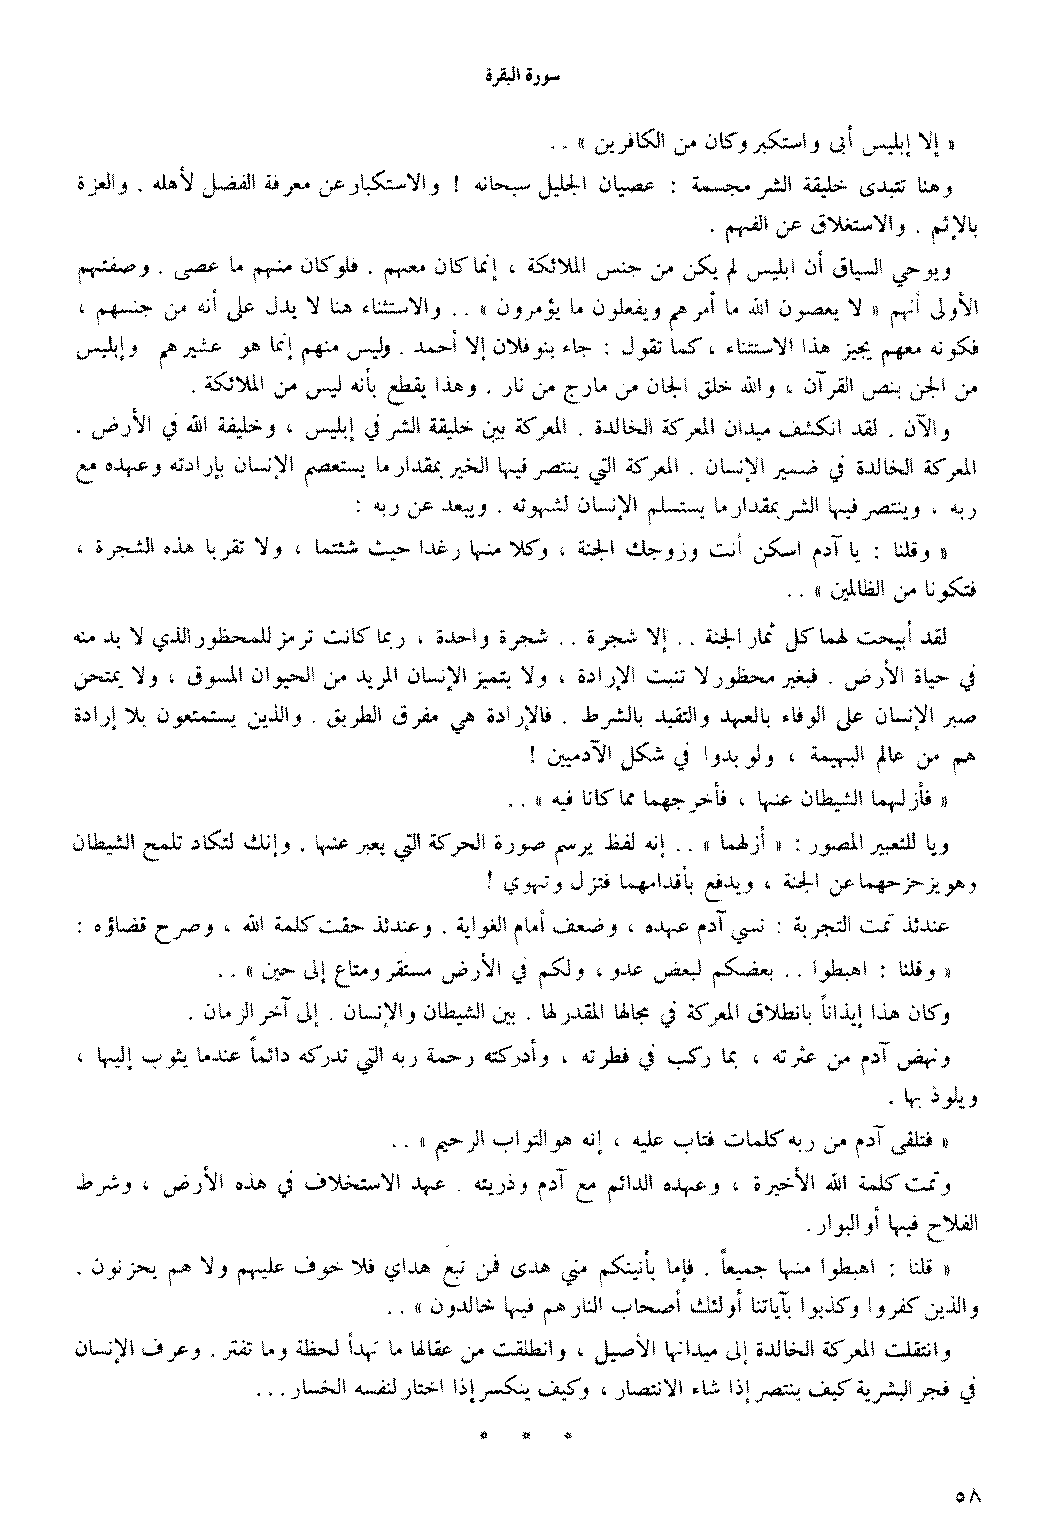 سورة البقرة
« إلا إبليس أبى واستكبر وكان من الكافرين » ..
وهنا تتبدى خليقة الشر مجسمة : عصيان الجليل سبحانه ! والاستكبار عن معرفة الفضل لأهله . والعزة
بالإثم . والاستغلاق عن الفهم .
ويوحي السياق أن ابليس لم يكن من جنس الملائكة ، إنما كان معهم . فلو كان منهم ما عصى . وصفتهم
الأولى أنهم « لا يعصون الله ما أمرهم ويفعلون ما يؤمرون » .. والاستثناء هنا لا يدل على أنه من جنسهم ،
فكونه معهم يجيز هذا الاستثناء ، كما تقول : جاء بنو فلان إلا أحمد . وليس منهم إنما هو عشيرهم وإبليس
من الجن بنص القرآن ، والله خلق الجان من مارج من نار . وهذا يقطع بأنه ليس من الملائكة .
والآن . لقد انكشف ميدان المعركة الخالدة . المعركة بين خليقة الشر في إبليس ، وخليفة الله في الأرض .
المعركة الخالدة في ضمير الإنسان . المعركة التي ينتصر فيها الخير بمقدار ما يستعصم الإنسان بإرادته وعهده مع
ربه ، وينتصر فيها الشر بمقدار ما يستسلم الإنسان لشهوته . ويبعد عن ربه :
« وقلنا : يا آدم اسكن أنت وزوجك الجنة ، وكلا منها رغدا حيث شئتما ، ولا تقربا هذه الشجرة ،
فتكونا من الظالمين » ..
لقد أبيحت لهما كل ثمار الجنة .. إلا شجرة .. شجرة واحدة ، ربما كانت ترمز للمحظور الذي لا بد منه
في حياة الأرض . فبغير محظور لا تنبت الإرادة ، ولا يتميز الإنسان المريد من الحيوان المسوق ، ولا يمتحن
صبر الإنسان على الوفاء بالعهد والتقيد بالشرط . فالإرادة هي مفرق الطريق . والذين يستمتعون بلا إرادة
هم من عالم البهيمة ، ولو بدوا في شكل الآدميين !
« فأزلهما الشيطان عنها ، فأخرجهما مما كانا فيه » ..
ويا للتعبير المصور : « أزلهما » .. إنه لفظ يرسم صورة الحركة التي يعبر عنها . وإنك لتكاد تلمح الشيطان
وهو يزحزحهما عن الجنة ، ويدفع بأقدامهما فتزل وتهوي !
عندئذ تمت التجربة : نسي آدم عهده ، وضعف أمام الغواية . وعندئذ حقت كلمة الله ، وصرح قضاؤه :
« وقلنا : اهبطوا .. بعضكم لبعض عدو ، ولكم في الأرض مستقر ومتاع إلى حين » ..
وكان هذا إيذاناً بانطلاق المعركة في مجالها المقدر لها . بين الشيطان والإنسان . إلى آخر الزمان .
ونهض آدم من عثرته ، بما ركب في فطرته ، وأدركته رحمة ربه التي تدركه دائماً عندما يثوب إليها ،
ويلوذ بها .
« فتلقى آدم من ربه كلمات فتاب عليه ، إنه هو التواب الرحيم » ..
وتمت كلمة الله الأخيرة ، وعهده الدائم مع آدم وذريته . عهد الاستخلاف في هذه الأرض ، وشرط
الفلاح فيها أو البوار .
« قلنا : اهبطوا منها جميعاً . فإما يأتينكم مني هدى فمن تبع هداي فلا خوف عليهم ولا هم يحزنون .
والذين كفروا وكذبوا بآياتنا أولئك أصحاب النار هم فيها خالدون » ..
وانتقلت المعركة الخالدة إلى ميدانها الأصيل ، وانطلقت من عقالها ما تهدأ لحظة وما تفتر . وعرف الإنسان
في فجر البشرية كيف ينتصر إذا شاء الانتصار ، وكيف ينكسر إذا اختار لنفسه الخسار ...
* * *
٥٨